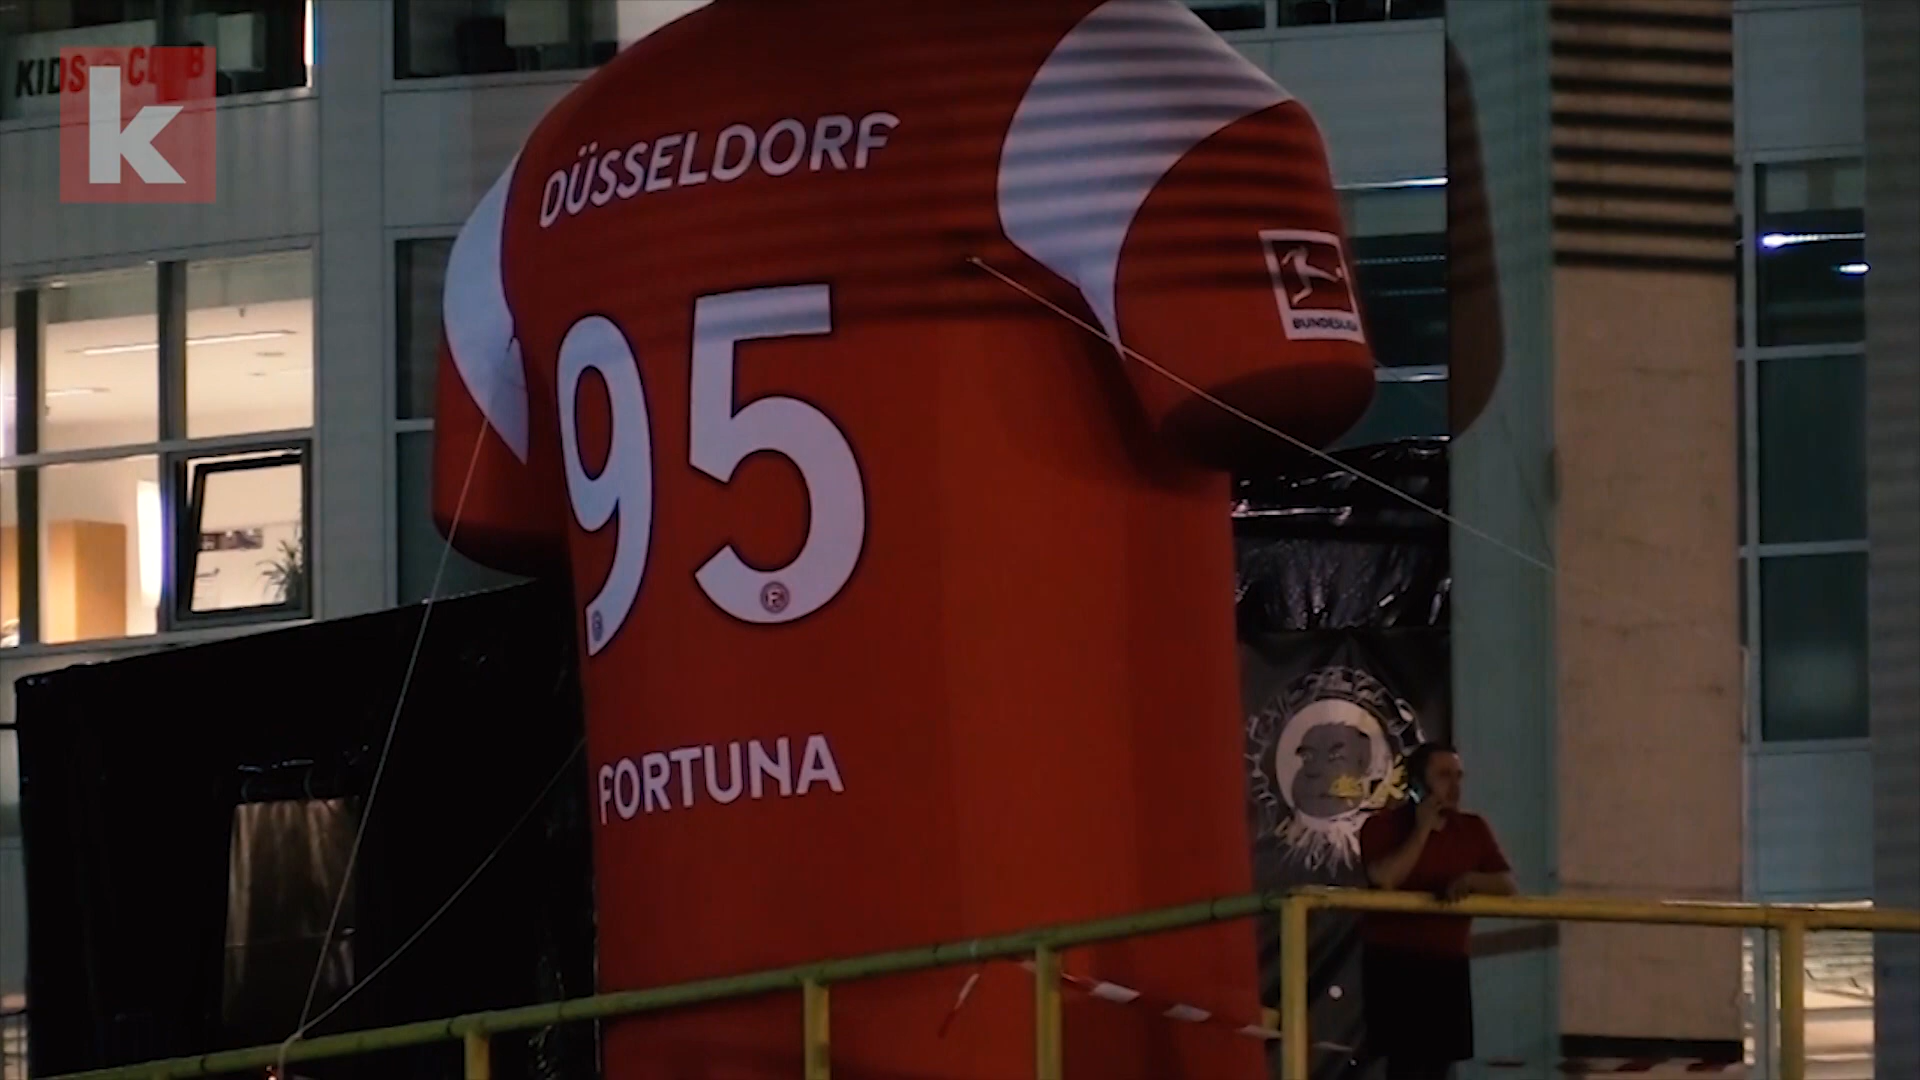 KIDS CLUB
k
DÜSSELDORF
95
F
FORTUNA
BUNDESLIGA